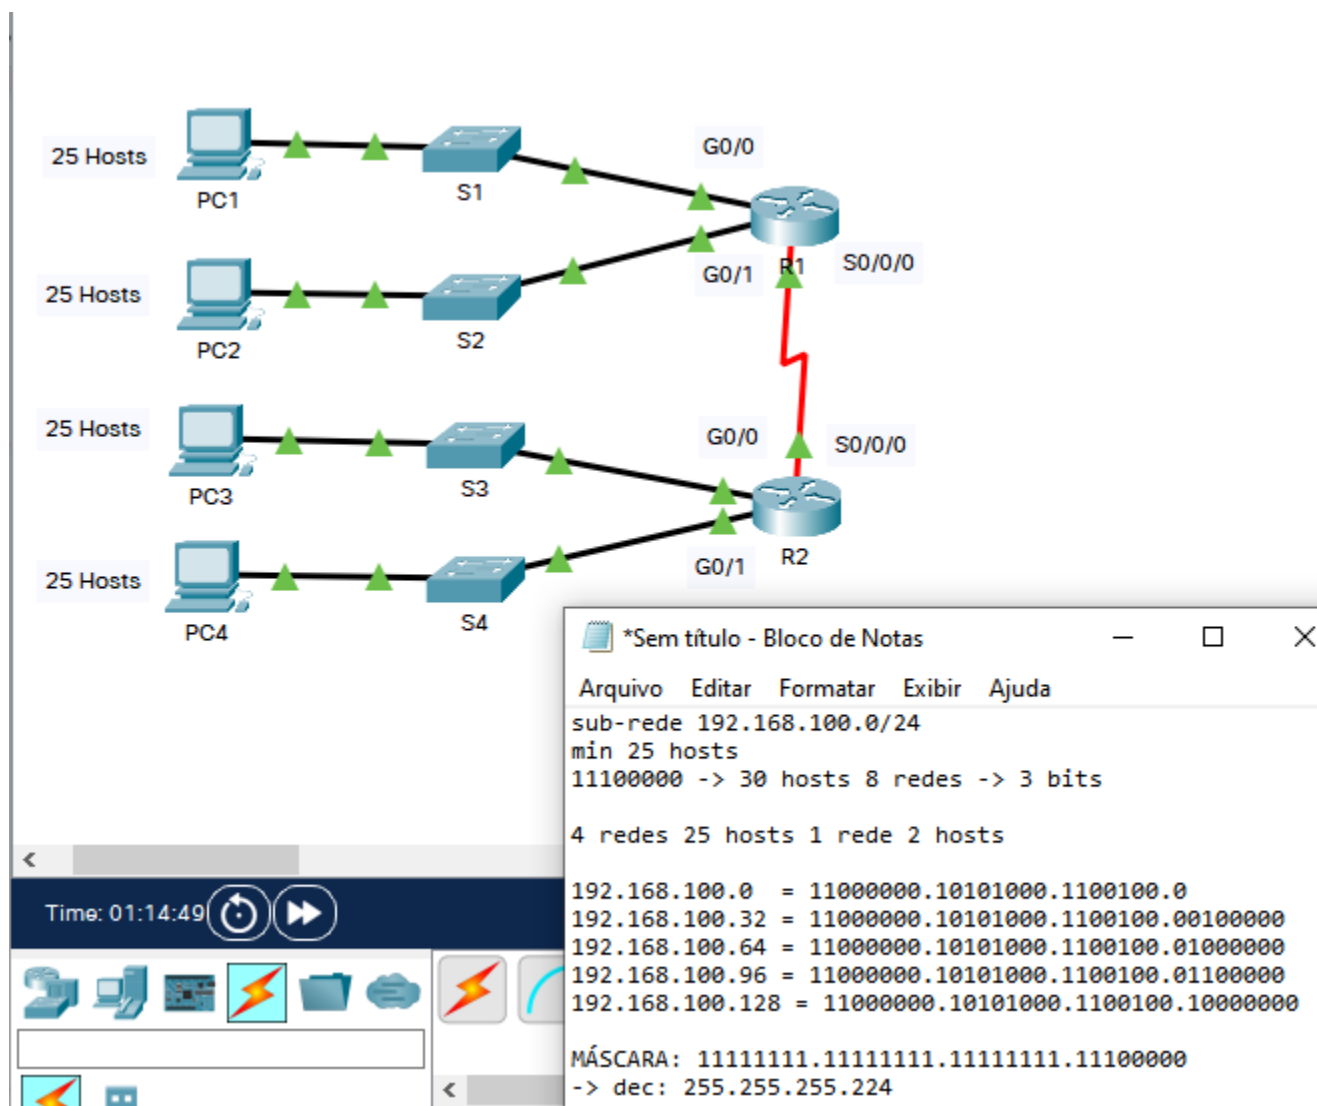 G0/0
25 Hosts
PC1
S1
G0/1
R1
S0/0/0
25 Hosts
PC2
S2
25 Hosts
G0/0
S0/0/0
PC3
S3
25 Hosts
G0/1
R2
PC4
S4
*Sem título - Bloco de Notas
Arquivo Editar Formatar Exibir Ajuda
sub-rede 192.168.100.0/24
min 25 hosts
11100000 -> 30 hosts 8 redes -> 3 bits
4 redes 25 hosts 1 rede 2 hosts
192.168.100.0 = 11000000.10101000.1100100.0
192.168.100.32 = 11000000.10101000.1100100.00100000
192.168.100.64 = 11000000.10101000.1100100.01000000
192.168.100.96 = 11000000.10101000.1100100.01100000
192.168.100.128 = 11000000.10101000.1100100.10000000
MÁSCARA: 11111111.11111111.11111111.11100000
-> dec: 255.255.255.224
Time: 01:14:49